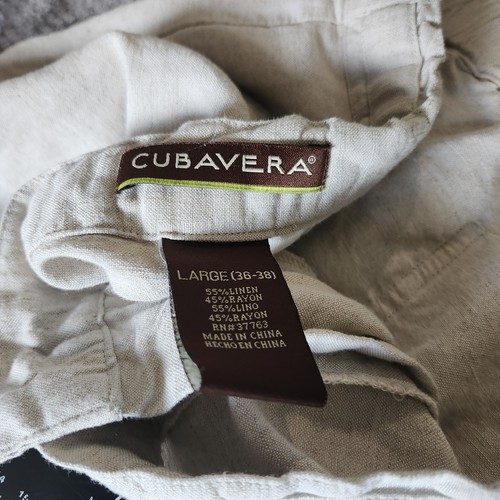 CUBAVERA®
LARGE (36-38)
55%LINEN
45%RAYON
55%LINO
45%RAYON
RN#37763
MADE IN CHINA
HECHO EN CHINA